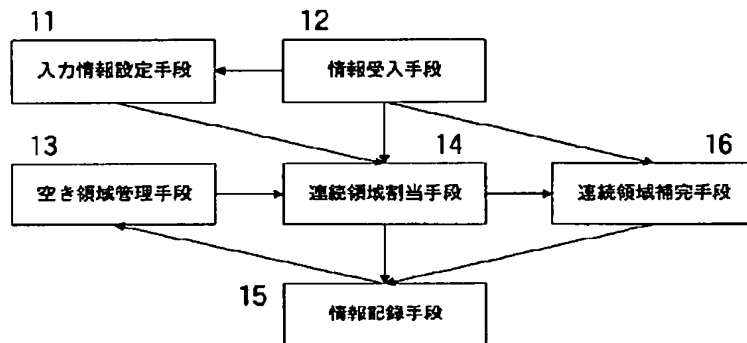 11
12
入力情報設定手段
情報受入手段
13
14
16
空き領域管理手段
連続領域割当手段
連続領域補完手段
15
情報記録手段